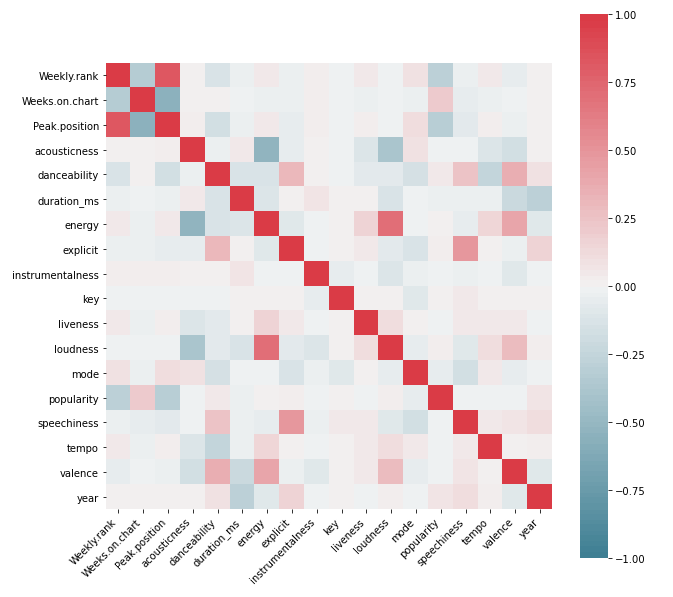 Weekly.rank
Weeks.on.chart
Peak.position
acousticness
danceability
duration_ms
energy
explicit
instrumentalness
key
liveness
loudness
mode
popularity
speechiness
tempo
valence
year
Weekly.rank
Weeks.on.chart
Peak.position
acousticness
danceability
duration_ms
energy
explicit
instrumentalness
key
liveness
loudness
mode
popularity
speechiness
tempo
valence
year
1.00
0.75
0.50
0.25
0.00
−0.25
−0.50
−0.75
−1.00